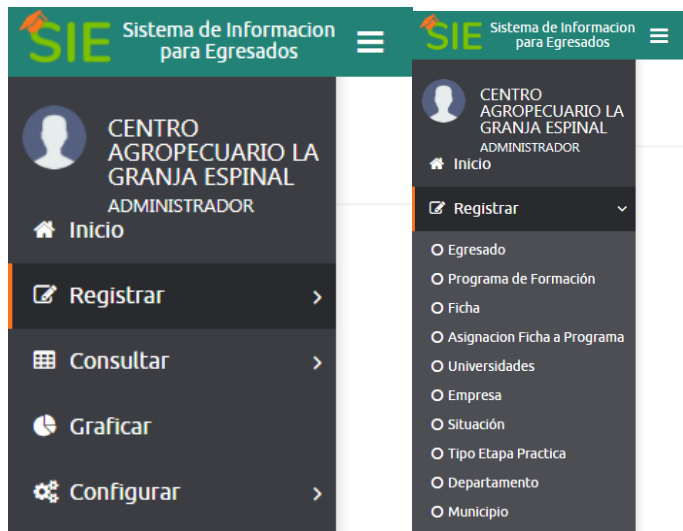 SIE
Sistema de Informacion
para Egresados
CENTRO
AGROPECUARIO LA
GRANJA ESPINAL
ADMINISTRADOR
Inicio
Registrar
Consultar
Graficar
Configurar
SIE
Sistema de Informacion
para Egresados
CENTRO
AGROPECUARIO LA
GRANJA ESPINAL
ADMINISTRADOR
Inicio
Registrar
Egresado
Programa de Formación
Ficha
Asignacion Ficha a Programa
Universidades
Empresa
Situación
Tipo Etapa Practica
Departamento
Municipio